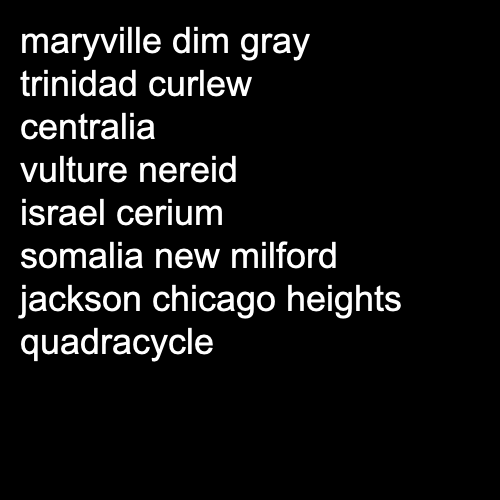 maryville dim gray
trinidad curlew
centralia
vulture nereid
israel cerium
somalia new milford
jackson chicago heights
quadracycle